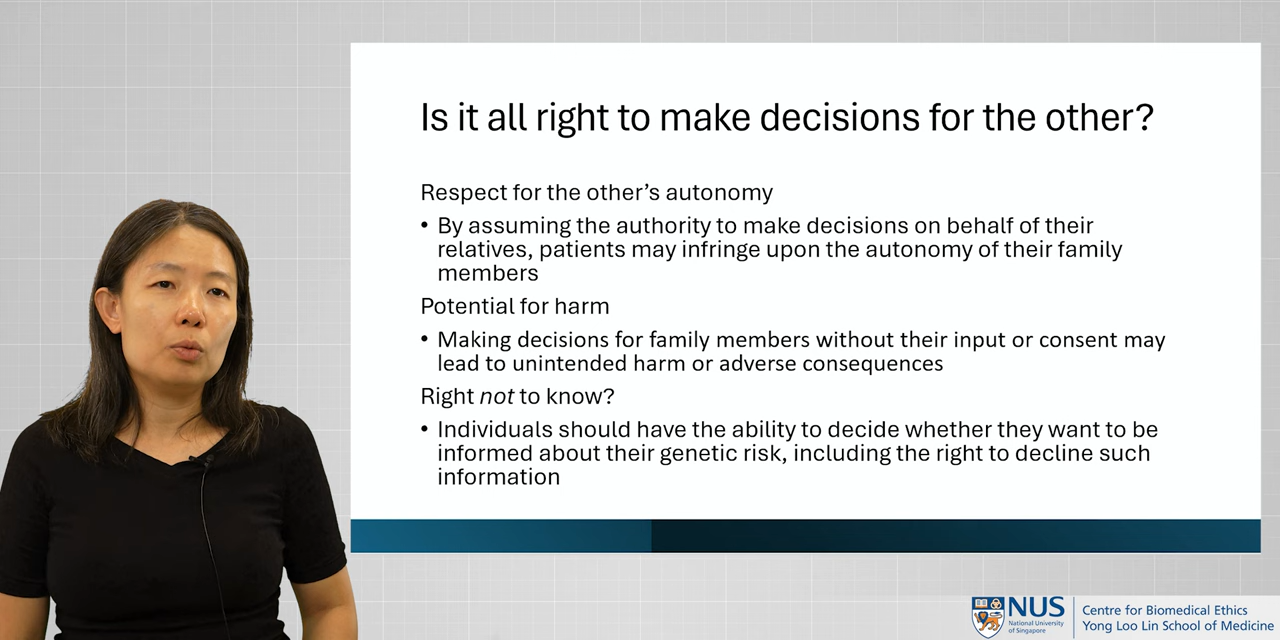 Is it all right to make decisions for the other?
Respect for the other's autonomy
• By assuming the authority to make decisions on behalf of their
relatives, patients may infringe upon the autonomy of their family
members
Potential for harm
• Making decisions for family members without their input or consent may
lead to unintended harm or adverse consequences
Right not to know?
• Individuals should have the ability to decide whether they want to be
informed about their genetic risk, including the right to decline such
information
NUS
National University
of Singapore
Centre for Biomedical Ethics
Yong Loo Lin School of Medicine